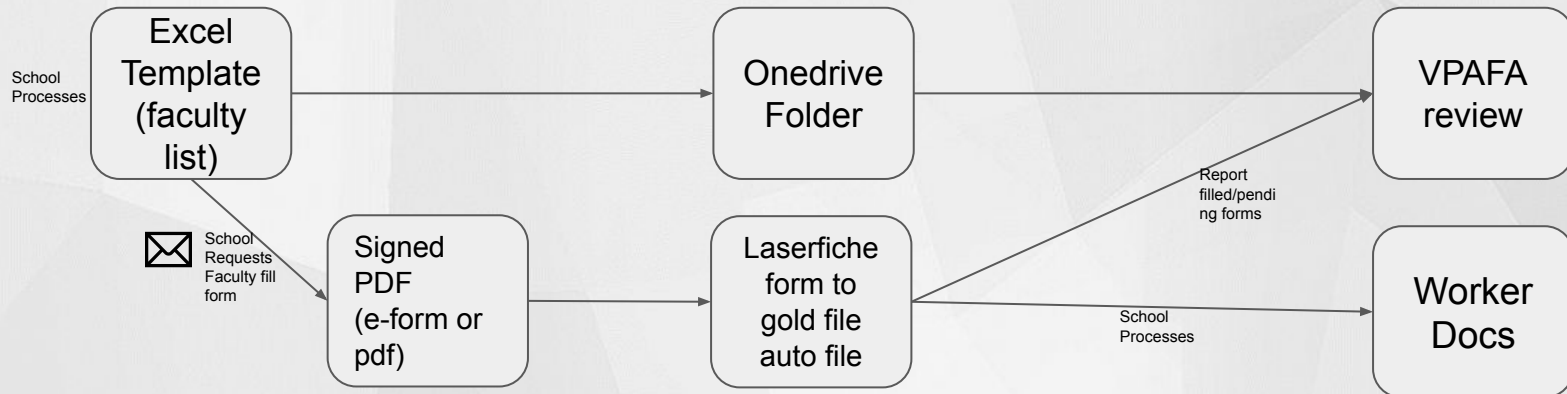 School
Processes
Excel
Template
(faculty
list)
Onedrive
Folder
VPAFA
review
School
Requests
Faculty fill
form
Signed
PDF
(e-form or
pdf)
Laserfiche
form to
gold file
auto file
Report
filled/pendi
ng forms
School
Processes
Worker
Docs